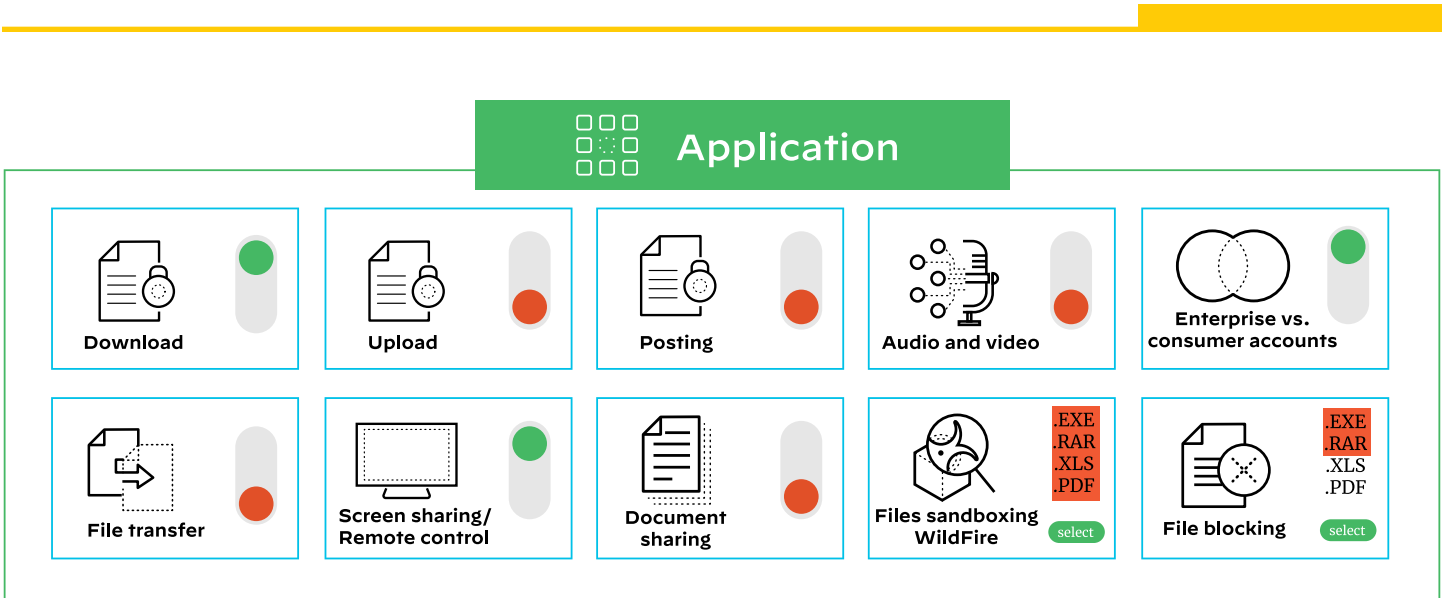 Application
Download
Upload
Posting
Audio and video
Enterprise vs.
consumer accounts
File transfer
Screen sharing/
Remote control
Document
sharing
Files sandboxing
WildFire
.EXE
.RAR
.XLS
.PDF
select
File blocking
.EXE
.RAR
.XLS
.PDF
select